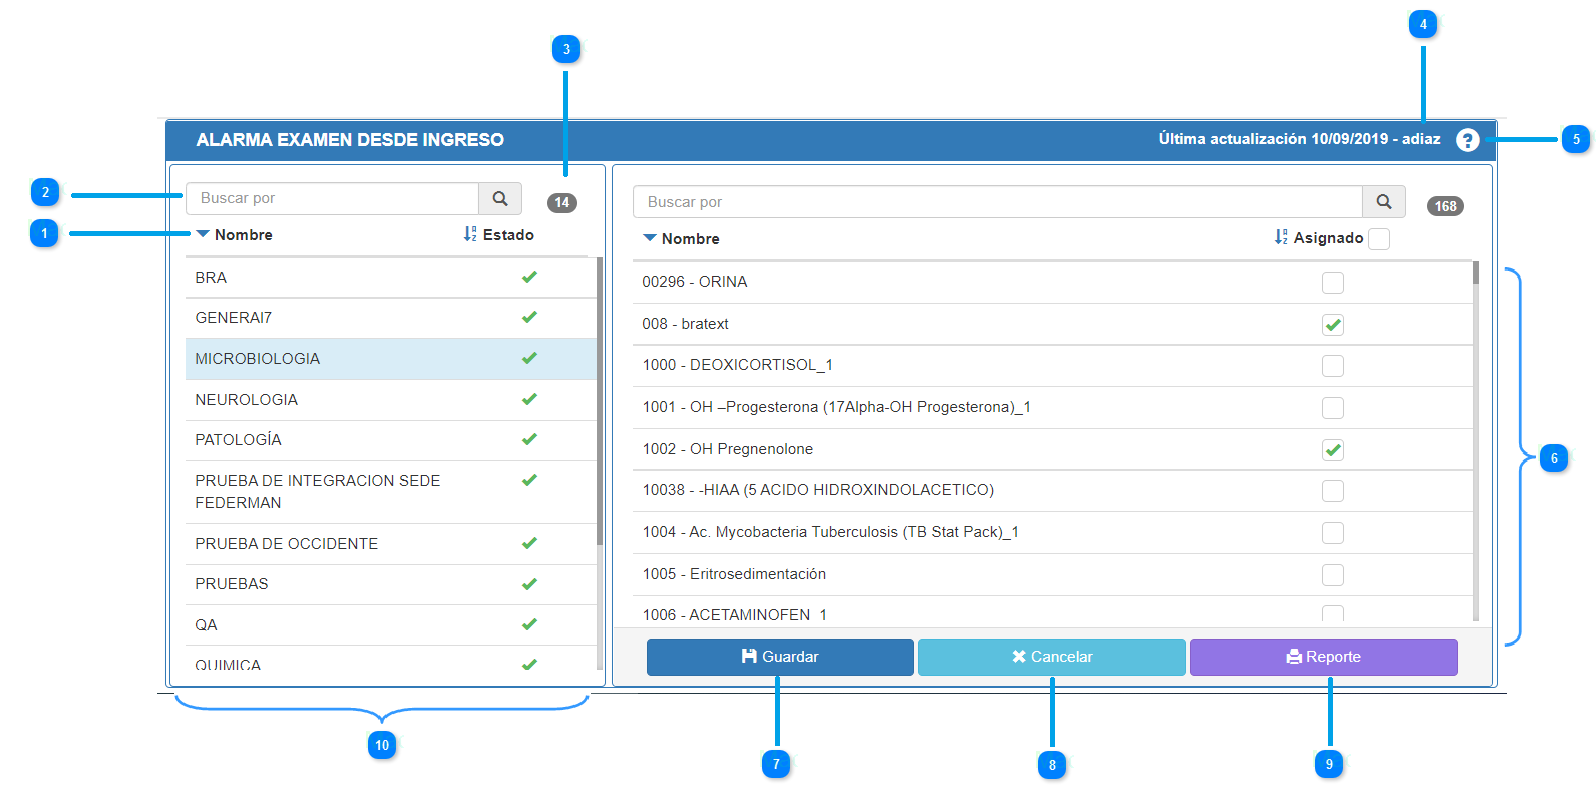 4
3
ALARMA EXAMEN DESDE INGRESO
Última actualización 10/09/2019 - adiaz
?
5
2
Buscar por
14
Buscar por
168
1
Nombre
Estado
Nombre
Asignado
BRA
GENERAI7
MICROBIOLOGIA
NEUROLOGIA
PATOLOGÍA
PRUEBA DE INTEGRACION SEDE
FEDERMAN
PRUEBA DE OCCIDENTE
PRUEBAS
QA
QUIMICA
00296 - ORINA
008 - bratext
1000 - DEOXICORTISOL_1
1001 - OH –Progesterona (17Alpha-OH Progesterona)_1
1002 - OH Pregnenolone
10038 - -HIAA (5 ACIDO HIDROXINDOLACETICO)
1004 - Ac. Mycobacteria Tuberculosis (TB Stat Pack)_1
1005 - Eritrosedimentación
1006 - ACETAMINOFEN_1
6
Guardar
Cancelar
Reporte
10
7
8
9